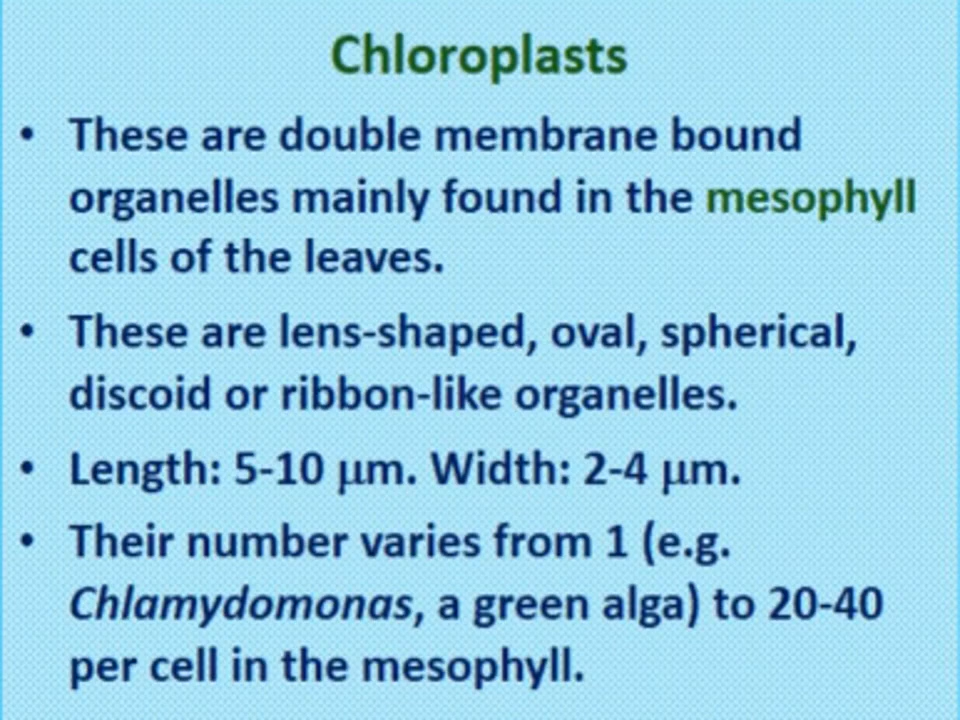 Chloroplasts
• These are double membrane bound
organelles mainly found in the mesophyll
cells of the leaves.
• These are lens-shaped, oval, spherical,
discoid or ribbon-like organelles.
• Length: 5-10 μm. Width: 2-4 μm.
• Their number varies from 1 (e.g.
Chlamydomonas, a green alga) to 20-40
per cell in the mesophyll.